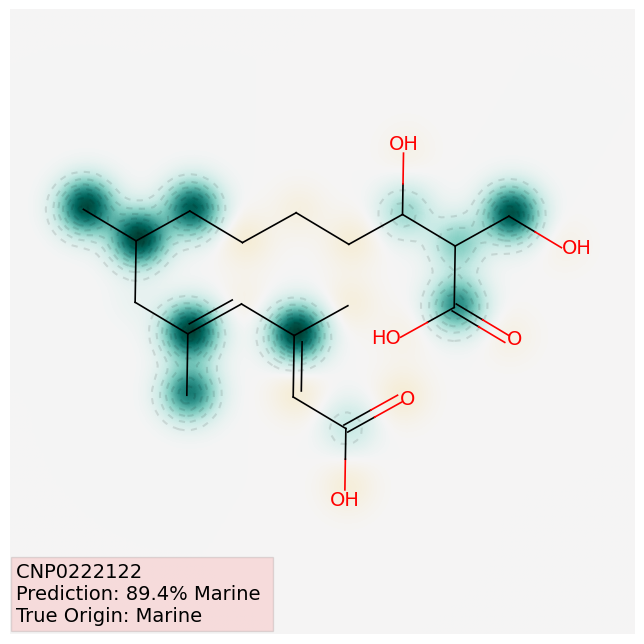 OH
OH
HO
O
O
OH
CNP0222122
Prediction: 89.4% Marine
True Origin: Marine